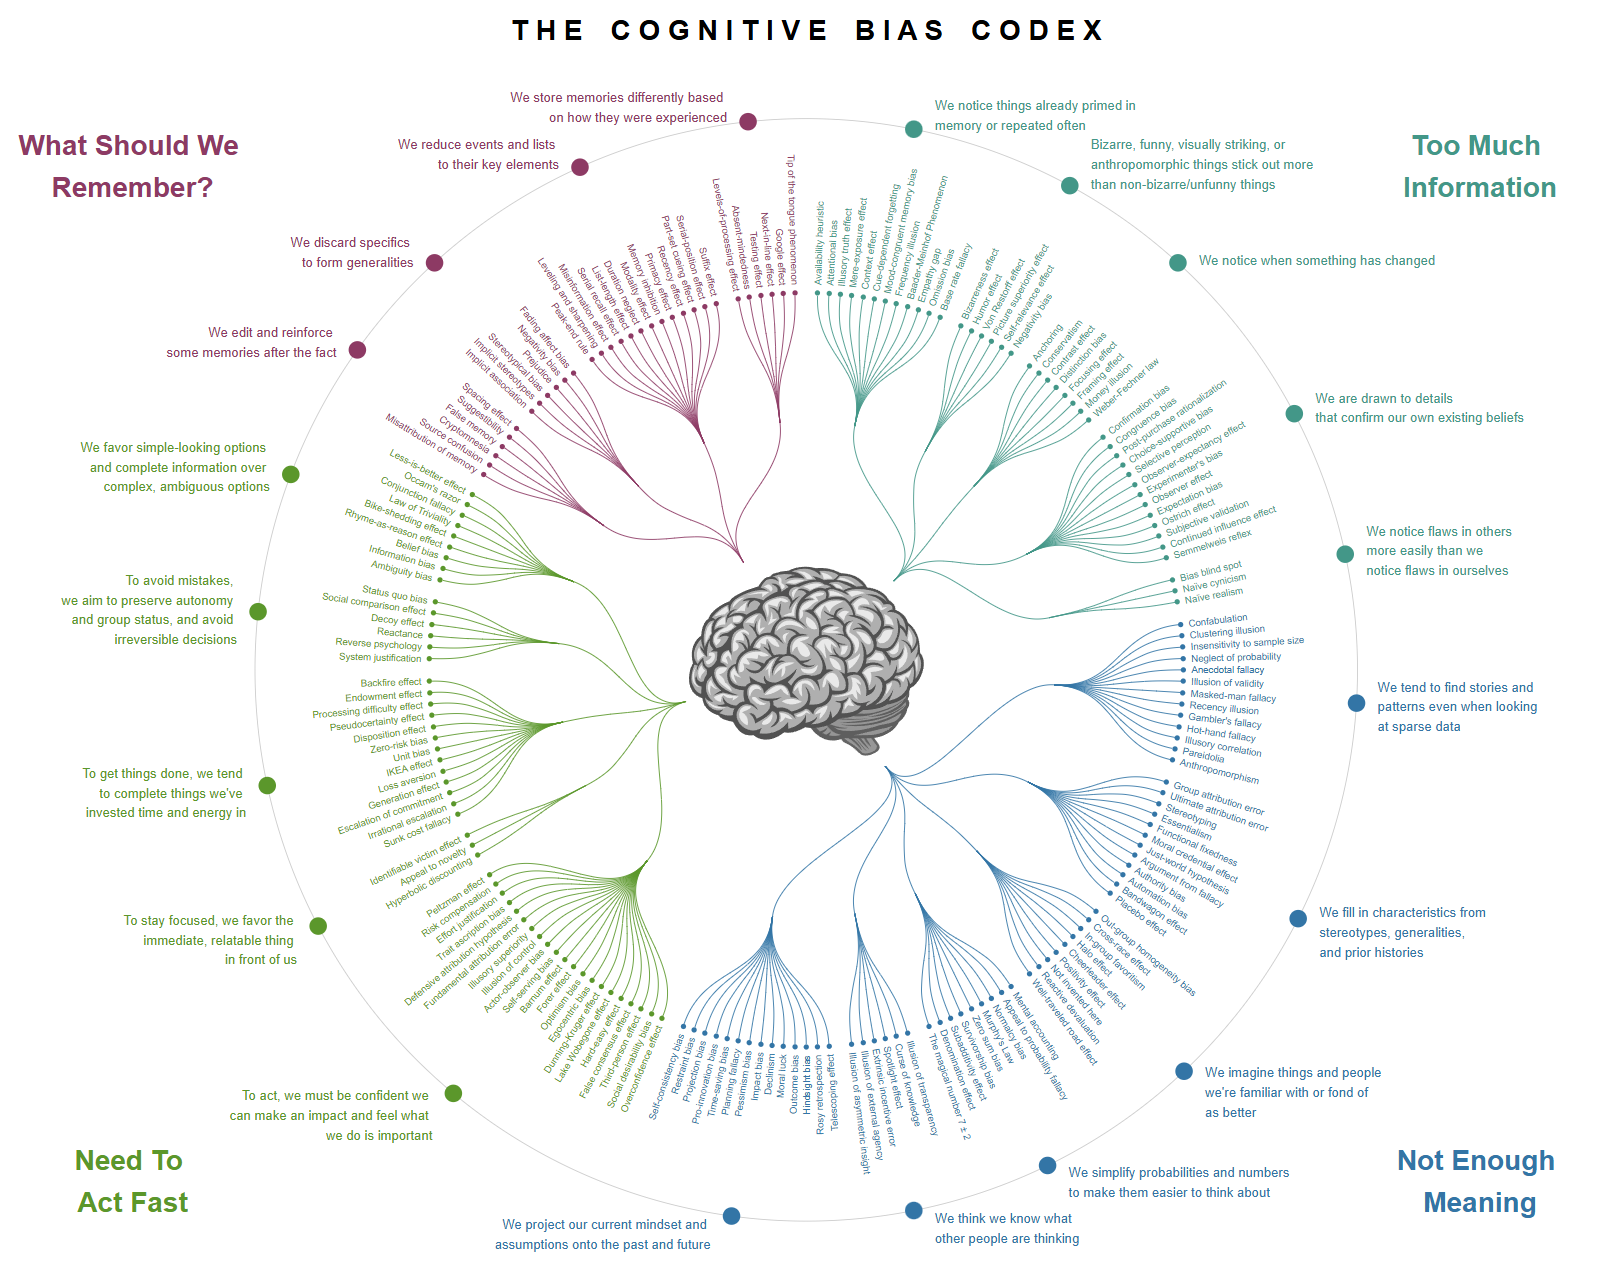 THE COGNITIVE BIAS CODEX
What Should We
Remember?
Too Much
Information
Need To
Act Fast
Not Enough
Meaning
We store memories differently based
on how they were experienced
We reduce events and lists
to their key elements
We discard specifics
to form generalities
We edit and reinforce
some memories after the fact
We favor simple-looking options
and complete information over
complex, ambiguous options
To avoid mistakes,
we aim to preserve autonomy
and group status, and avoid
irreversible decisions
To get things done, we tend
to complete things we've
invested time and energy in
To stay focused, we favor the
immediate, relatable thing
in front of us
To act, we must be confident we
can make an impact and feel what
we do is important
We project our current mindset and
assumptions onto the past and future
We think we know what
other people are thinking
We simplify probabilities and numbers
to make them easier to think about
We imagine things and people
we're familiar with or fond of
as better
We fill in characteristics from
stereotypes, generalities,
and prior histories
We tend to find stories and
patterns even when looking
at sparse data
We notice flaws in others
more easily than we
notice flaws in ourselves
We are drawn to details
that confirm our own existing beliefs
We notice when something has changed
Bizarre, funny, visually striking, or
anthropomorphic things stick out more
than non-bizarre/unfunny things
We notice things already primed in
memory or repeated often
Availability heuristic
Attentional bias
Illusory truth effect
Mere-exposure effect
Context effect
Cue-dependent forgetting
Mood-congruent memory bias
Frequency illusion
Baader-Meinhof Phenomenon
Empathy gap
Omission bias
Base rate fallacy
Bizarreness effect
Humor effect
Von Restorff effect
Picture superiority effect
Self-relevance effect
Negativity bias
Anchoring
Conservatism
Contrast effect
Distinction bias
Focusing effect
Framing effect
Money illusion
Weber-Fechner law
Confirmation bias
Congruence bias
Post-purchase rationalization
Choice-supportive bias
Selective perception
Observer-expectancy effect
Experimenter's bias
Observer effect
Expectation bias
Ostrich effect
Subjective validation
Continued influence effect
Semmelweis reflex
Bias blind spot
Naïve cynicism
Naïve realism
Confabulation
Clustering illusion
Insensitivity to sample size
Neglect of probability
Anecdotal fallacy
Illusion of validity
Masked-man fallacy
Recency illusion
Gambler's fallacy
Hot-hand fallacy
Illusory correlation
Pareidolia
Anthropomorphism
Group attribution error
Ultimate attribution error
Stereotyping
Essentialism
Functional fixedness
Moral credential effect
Just-world hypothesis
Argument from fallacy
Authority bias
Automation bias
Bandwagon effect
Placebo effect
Out-group homogeneity bias
Cross-race effect
In-group favoritism
Halo effect
Cheerleader effect
Positivity effect
Not invented here
Reactive devaluation
Well-traveled road effect
Mental accounting
Appeal to probability fallacy
Normalcy bias
Murphy's Law
Zero sum bias
Survivorship bias
Subadditivity effect
Denomination effect
The magical number 7 ± 2
Illusion of transparency
Curse of knowledge
Spotlight effect
Extrinsic incentive error
Illusion of external agency
Illusion of asymmetric insight
Telescoping effect
Rosy retrospection
Hindsight bias
Outcome bias
Moral luck
Declinism
Impact bias
Pessimism bias
Planning fallacy
Time-saving bias
Pro-innovation bias
Projection bias
Restraint bias
Self-consistency bias
Overconfidence effect
Social desirability bias
Third-person effect
False consensus effect
Hard-easy effect
Lake Wobegone effect
Dunning-Kruger effect
Egocentric bias
Optimism bias
Forer effect
Barnum effect
Self-serving bias
Actor-observer bias
Illusion of control
Illusory superiority
Fundamental attribution error
Defensive attribution hypothesis
Trait ascription bias
Effort justification
Risk compensation
Peltzman effect
Hyperbolic discounting
Appeal to novelty
Identifiable victim effect
Sunk cost fallacy
Irrational escalation
Escalation of commitment
Generation effect
Loss aversion
IKEA effect
Unit bias
Zero-risk bias
Disposition effect
Pseudocertainty effect
Processing difficulty effect
Endowment effect
Backfire effect
System justification
Reverse psychology
Reactance
Decoy effect
Social comparison effect
Status quo bias
Ambiguity bias
Information bias
Belief bias
Rhyme-as-reason effect
Bike-shedding effect
Law of Triviality
Conjunction fallacy
Occam's razor
Less-is-better effect
Misattribution of memory
Source confusion
Cryptomnesia
False memory
Suggestibility
Spacing effect
Implicit association
Implicit stereotypes
Stereotypical bias
Prejudice
Negativity bias
Fading affect bias
Peak-end rule
Leveling and sharpening
Misinformation effect
Serial recall effect
List-length effect
Duration neglect
Modality effect
Memory inhibition
Primacy effect
Recency effect
Part-set cueing effect
Serial-position effect
Suffix effect
Levels-of-processing effect
Absent-mindedness
Testing effect
Next-in-line effect
Google effect
Tip of the tongue phenomenon